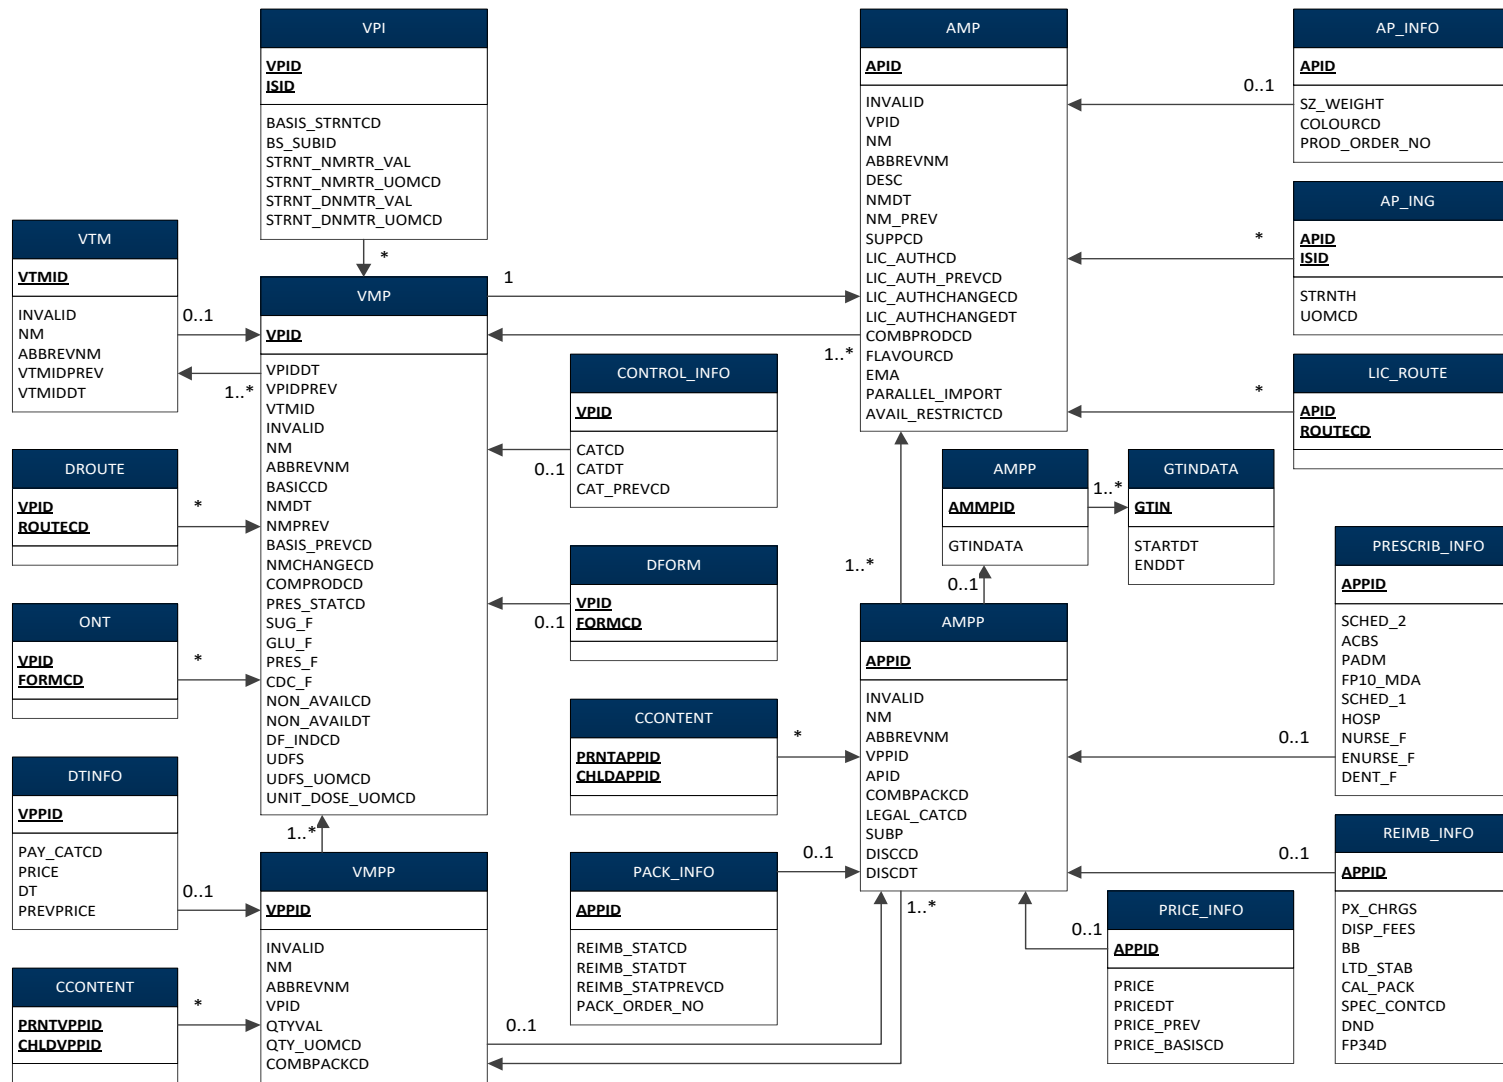 VPI
VPID
ISID
BASIS_STRNTCD
BS_SUBID
STRNT_NMRTR_VAL
STRNT_NMRTR_UOMCD
STRNT_DNMTR_VAL
STRNT_DNMTR_UOMCD
*
AMP
APID
INVALID
VPID
NM
ABBREVNM
DESC
NMDT
NM_PREV
SUPPCD
LIC_AUTHCD
LIC_AUTH_PREVCD
LIC_AUTHCHANGECD
LIC_AUTHCHANGEDT
COMBPRODCD
FLAVOURCD
EMA
PARALLEL_IMPORT
AVAIL_RESTRICTCD
1
1..*
1..*
AP_INFO
APID
SZ_WEIGHT
COLOURCD
PROD_ORDER_NO
0..1
AP_ING
APID
ISID
STRNTH
UOMCD
*
LIC_ROUTE
APID
ROUTECD
*
VTM
VTMID
INVALID
NM
ABBREVNM
VTMIDPREV
VTMIDDT
0..1
1..*
VMP
VPID
VPIDDT
VPIDPREV
VTMID
INVALID
NM
ABBREVNM
BASICCD
NMDT
NMPREV
BASIS_PREVCD
NMCHANGECD
COMPRODCD
PRES_STATCD
SUG_F
GLU_F
PRES_F
CDC_F
NON_AVAILCD
NON_AVAILDT
DF_INDCD
UDFS
UDFS_UOMCD
UNIT_DOSE_UOMCD
1..*
CONTROL_INFO
VPID
CATCD
CATDT
CAT_PREVCD
0..1
DROUTE
VPID
ROUTECD
*
DFORM
VPID
FORMCD
0..1
AMPP
AMMPID
GTINDATA
0..1
1..*
GTINDATA
GTIN
STARTDT
ENDDT
ONT
VPID
FORMCD
*
CCONTENT
PRNTAPPID
CHLDAPPID
*
AMPP
APPID
INVALID
NM
ABBREVNM
VPPID
APID
COMBPACKCD
LEGAL_CATCD
SUBP
DISCCD
DISCDT
1..*
PRESCRIB_INFO
APPID
SCHED_2
ACBS
PADM
FP10_MDA
SCHED_1
HOSP
NURSE_F
ENURSE_F
DENT_F
0..1
DTINFO
VPPID
PAY_CATCD
PRICE
DT
PREVPRICE
0..1
VMPP
VPPID
INVALID
NM
ABBREVNM
VPID
QTYVAL
QTY_UOMCD
COMBPACKCD
0..1
PACK_INFO
APPID
REIMB_STATCD
REIMB_STATDT
REIMB_STATPREVCD
PACK_ORDER_NO
0..1
PRICE_INFO
APPID
PRICE
PRICEDT
PRICE_PREV
PRICE_BASISCD
0..1
REIMB_INFO
APPID
PX_CHRGS
DISP_FEES
BB
LTD_STAB
CAL_PACK
SPEC_CONTCD
DND
FP34D
0..1
CCONTENT
PRNTVPPID
CHLDVPPID
*